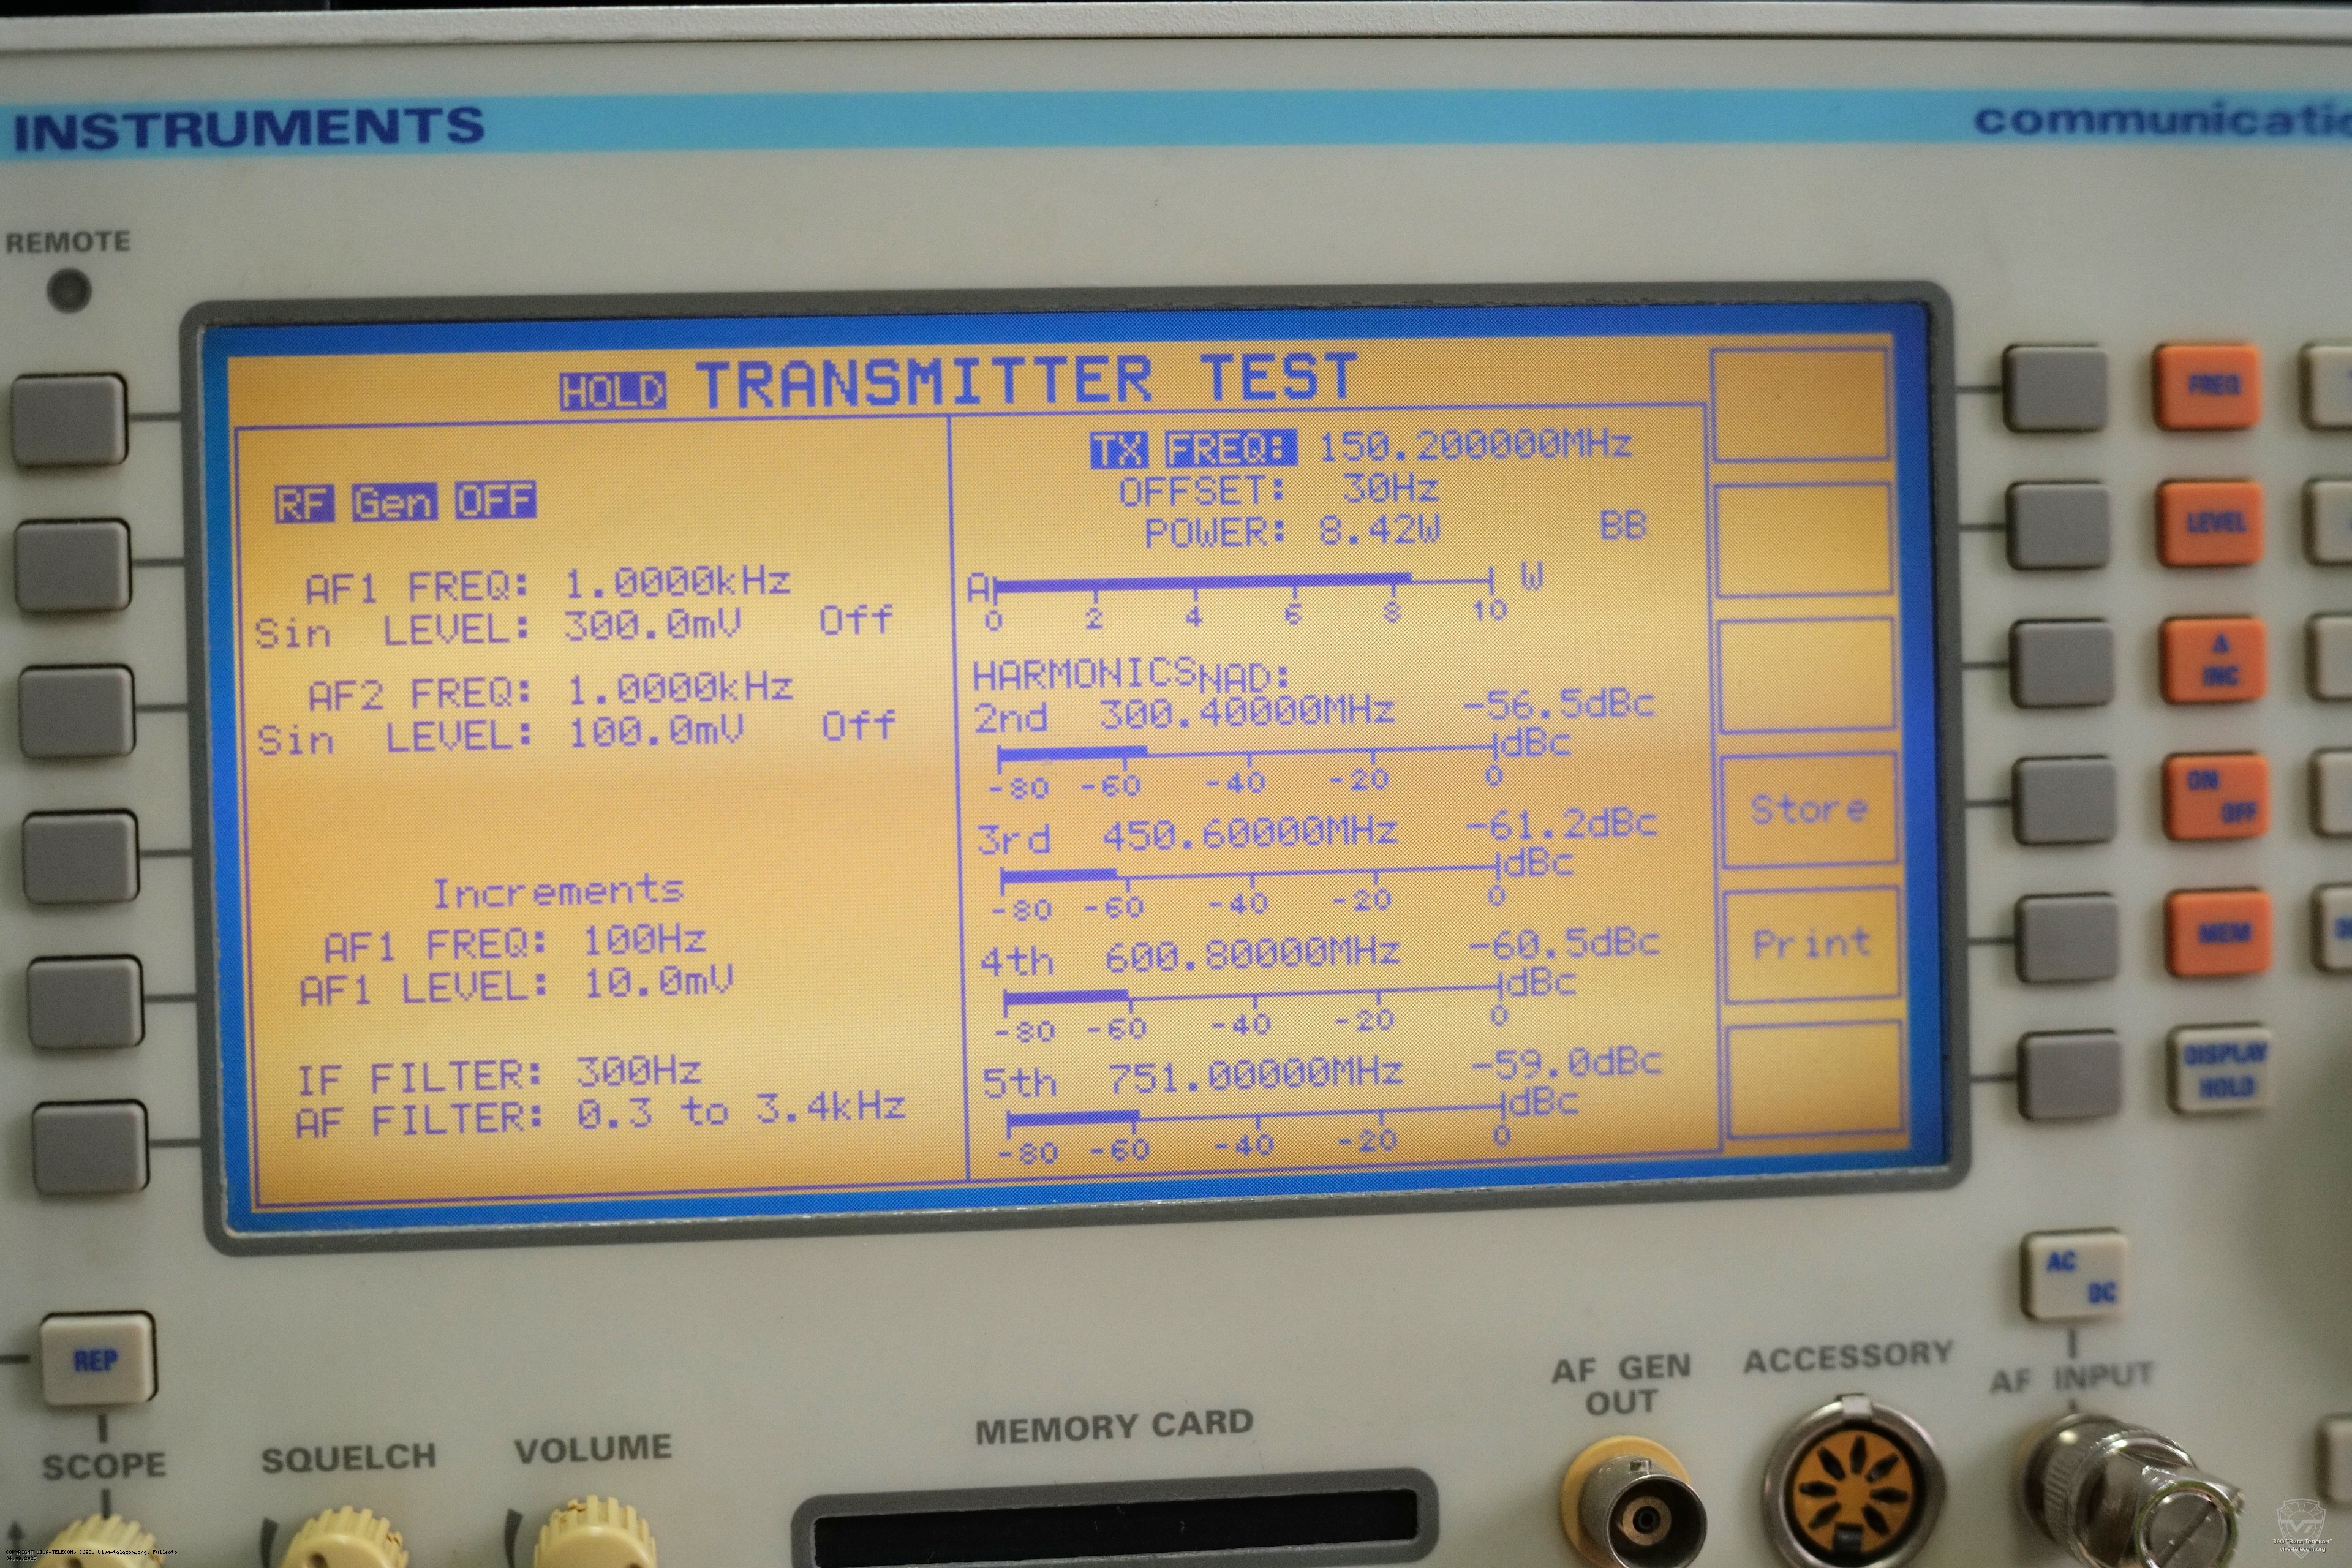 INSTRUMENTS
communicatio
REMOTE
HOLD TRANSMITTER TEST
RF Gen OFF
AF1 FREQ: 1.0000kHz
Sin LEVEL: 300.0mV Off
AF2 FREQ: 1.0000kHz
Sin LEVEL: 100.0mV Off
Increments
AF1 FREQ: 100Hz
AF1 LEVEL: 10.0mV
IF FILTER: 300Hz
AF FILTER: 0.3 to 3.4kHz
TX FREQ: 150.200000MHz
OFFSET: 30Hz
POWER: 8.42W BB
A W
0 2 4 6 8 10
HARMONICSNAD:
2nd 300.40000MHz -56.5dBc
dBc
-80 -60 -40 -20 0
3rd 450.60000MHz -61.2dBc
dBc
-80 -60 -40 -20 0
4th 600.80000MHz -60.5dBc
dBc
-80 -60 -40 -20 0
5th 751.00000MHz -59.0dBc
dBc
-80 -60 -40 -20 0
Store
Print
FREQ
LEVEL
Δ
INC
ON
OFF
MEM
DISPLAY
HOLD
AC
DC
REP
SCOPE
SQUELCH
VOLUME
MEMORY CARD
AF GEN
OUT
ACCESSORY
AF INPUT